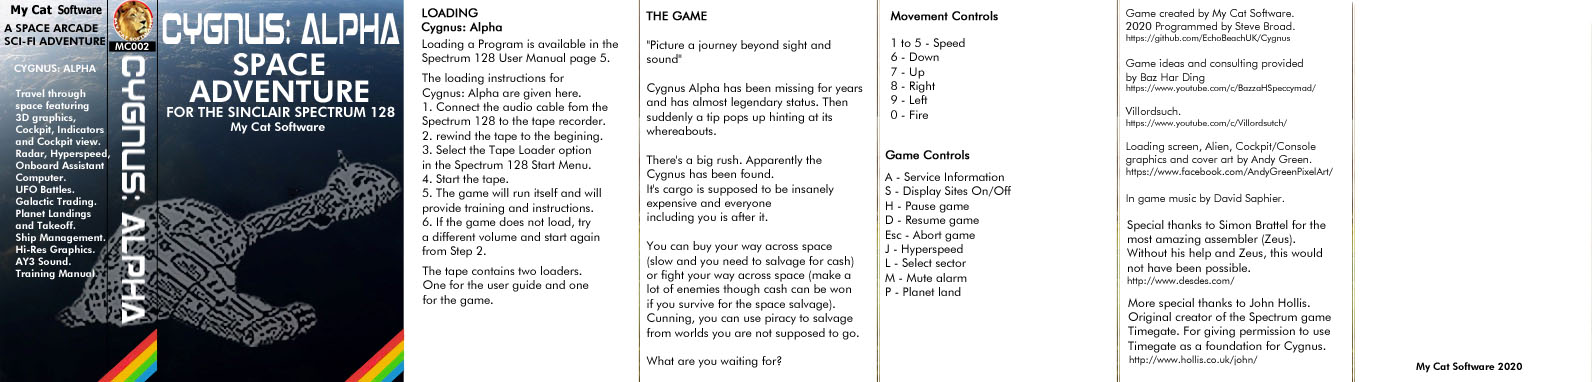 My Cat Software
A SPACE ARCADE
SCI-FI ADVENTURE
CYGNUS: ALPHA
Travel through
space featuring
3D graphics,
Cockpit, Indicators
and Cockpit view.
Radar, Hyperspeed,
Onboard Assistant
Computer.
UFO Battles.
Galactic Trading.
Planet Landings
and Takeoff.
Ship Management.
Hi-Res Graphics.
AY3 Sound.
Training Manual.
MC002
CYGNUS: ALPHA
CYGNUS: ALPHA
SPACE
ADVENTURE
FOR THE SINCLAIR SPECTRUM 128
My Cat Software
LOADING
Cygnus: Alpha
Loading a Program is available in the
Spectrum 128 User Manual page 5.
The loading instructions for
Cygnus: Alpha are given here.
1. Connect the audio cable fom the
Spectrum 128 to the tape recorder.
2. rewind the tape to the begining.
3. Select the Tape Loader option
in the Spectrum 128 Start Menu.
4. Start the tape.
5. The game will run itself and will
provide training and instructions.
6. If the game does not load, try
a different volume and start again
from Step 2.
The tape contains two loaders.
One for the user guide and one
for the game.
THE GAME
"Picture a journey beyond sight and
sound"
Cygnus Alpha has been missing for years
and has almost legendary status. Then
suddenly a tip pops up hinting at its
whereabouts.
There's a big rush. Apparently the
Cygnus has been found.
It's cargo is supposed to be insanely
expensive and everyone
including you is after it.
You can buy your way across space
(slow and you need to salvage for cash)
or fight your way across space (make a
lot of enemies though cash can be won
if you survive for the space salvage).
Cunning, you can use piracy to salvage
from worlds you are not supposed to go.
What are you waiting for?
Movement Controls
1 to 5 - Speed
6 - Down
7 - Up
8 - Right
9 - Left
0 - Fire
Game Controls
A - Service Information
S - Display Sites On/Off
H - Pause game
D - Resume game
Esc - Abort game
J - Hyperspeed
L - Select sector
M - Mute alarm
P - Planet land
Game created by My Cat Software.
2020 Programmed by Steve Broad.
https://github.com/EchoBeachUK/Cygnus
Game ideas and consulting provided
by Baz Har Ding
https://www.youtube.com/c/BazzaHSpeccymad/
Villordsuch.
https://www.youtube.com/c/Villordsutch/
Loading screen, Alien, Cockpit/Console
graphics and cover art by Andy Green.
https://www.facebook.com/AndyGreenPixelArt/
In game music by David Saphier.
Special thanks to Simon Brattel for the
most amazing assembler (Zeus).
Without his help and Zeus, this would
not have been possible.
http://www.desdes.com/
More special thanks to John Hollis.
Original creator of the Spectrum game
Timegate. For giving permission to use
Timegate as a foundation for Cygnus.
http://www.hollis.co.uk/john/
My Cat Software 2020